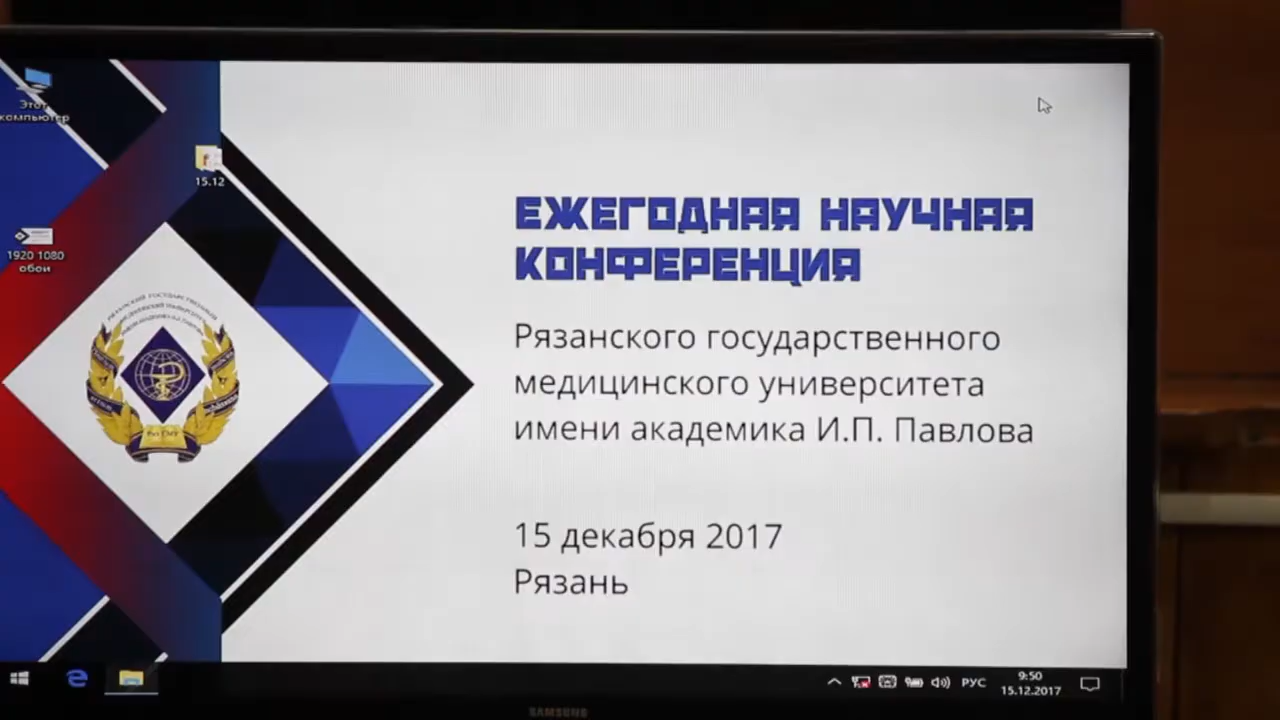 Этот
компьютер
15.12
1920 1080
обои
ЕЖЕГОДНАЯ НАУЧНАЯ
КОНФЕРЕНЦИЯ
Рязанского государственного
медицинского университета
имени академика И.П. Павлова
15 декабря 2017
Рязань
РУС
9:50
15.12.2017
SAMSUNG